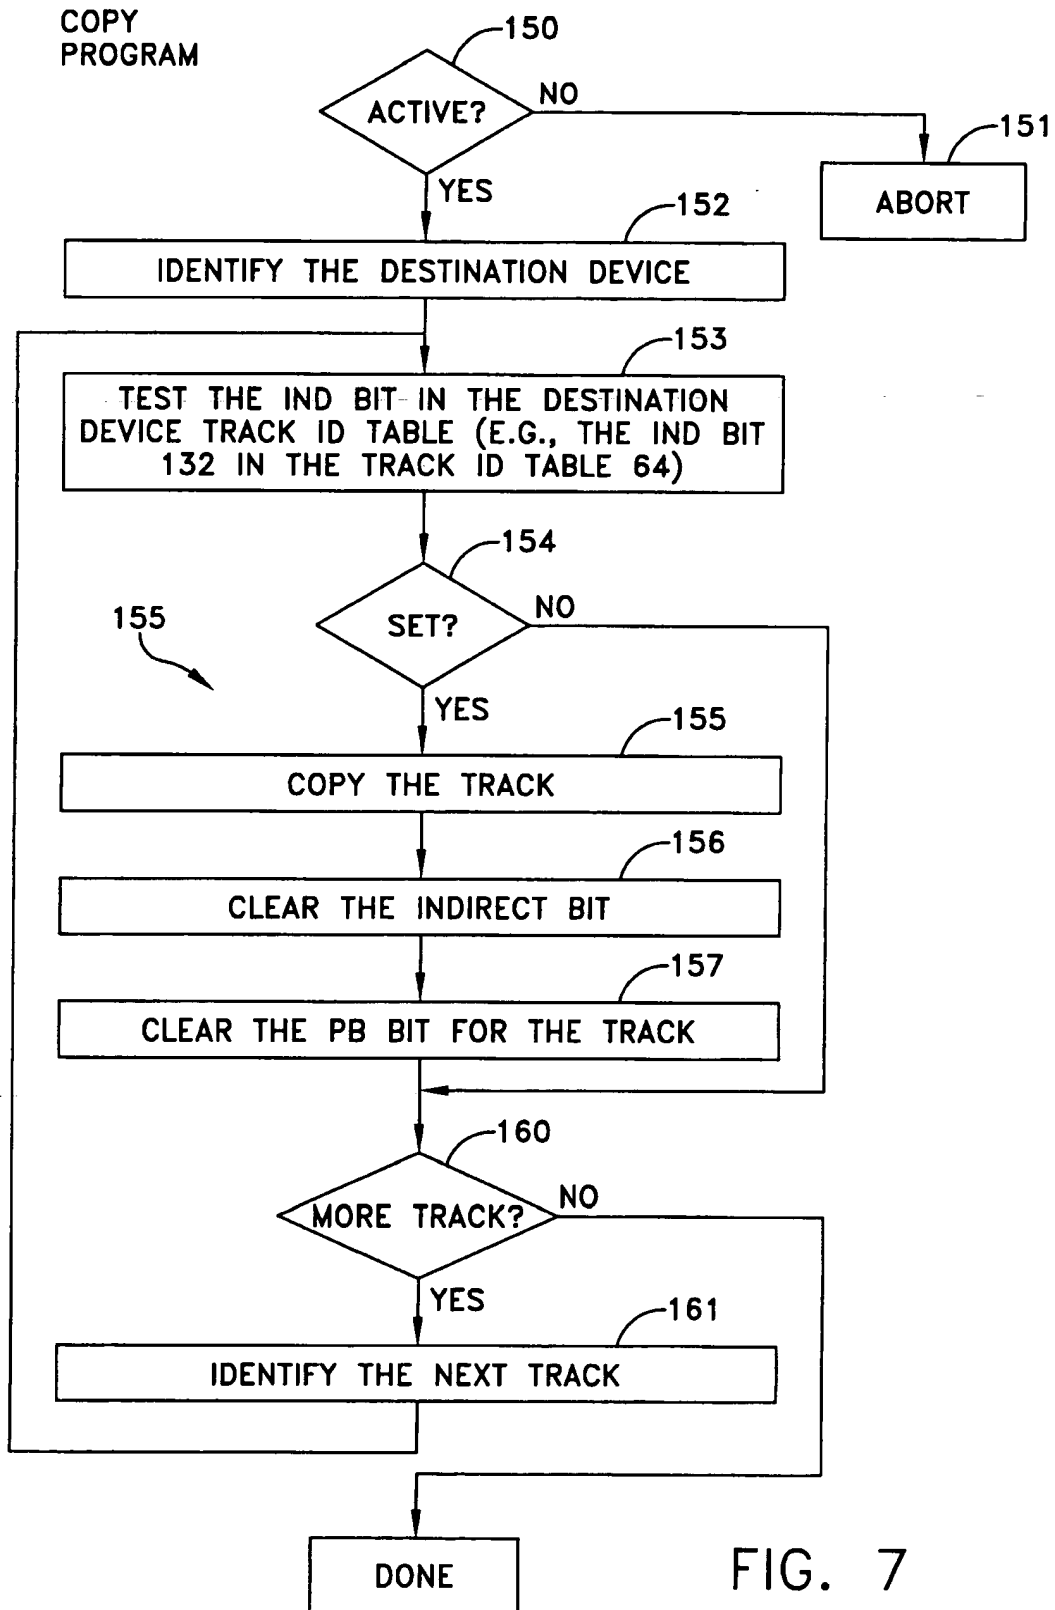 COPY
PROGRAM
150
ACTIVE?
NO
151
ABORT
YES
152
IDENTIFY THE DESTINATION DEVICE
153
TEST THE IND BIT IN THE DESTINATION
DEVICE TRACK ID TABLE (E.G., THE IND BIT
132 IN THE TRACK ID TABLE 64)
154
SET?
NO
155
YES
155
COPY THE TRACK
156
CLEAR THE INDIRECT BIT
157
CLEAR THE PB BIT FOR THE TRACK
160
MORE TRACK?
NO
YES
161
IDENTIFY THE NEXT TRACK
DONE
FIG. 7